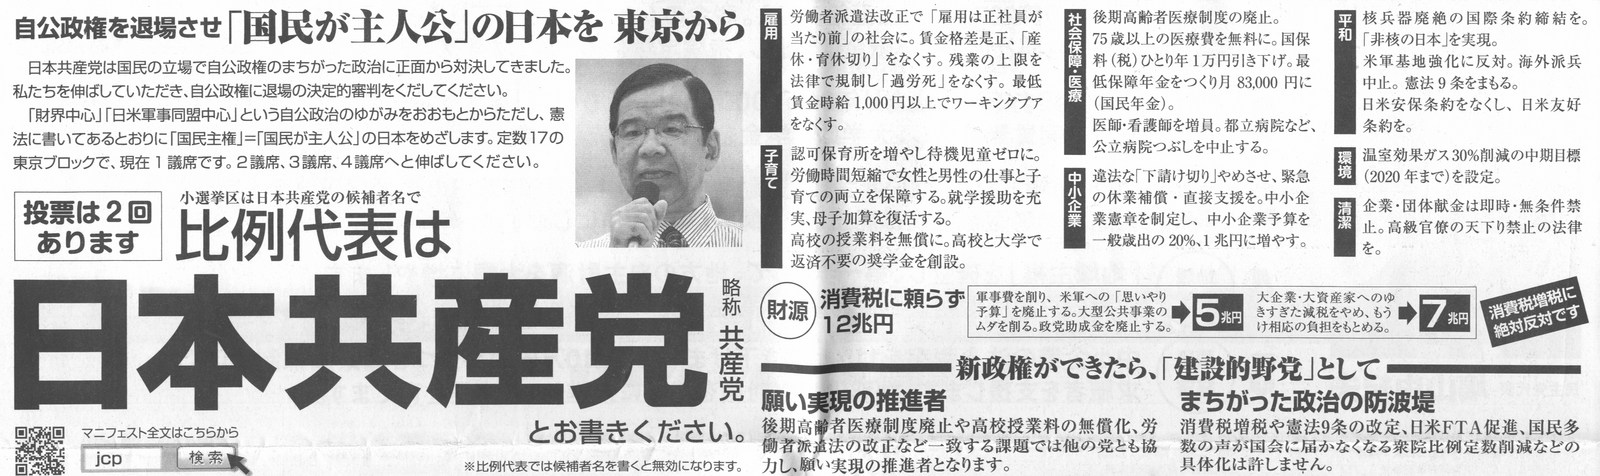 自公政権を退場させ「国民が主人公」の日本を 東京から
日本共産党は国民の立場で自公政権のまちがった政治に正面から対決してきました。
私たちを伸ばしていただき、自公政権に退場の決定的審判をくだしてください。
「財界中心」「日米軍事同盟中心」という自公政治のゆがみをおおもとからただし、憲
法に書いてあるとおりに「国民主権」=「国民が主人公」の日本をめざします。定数17の
東京ブロックで、現在1議席です。2議席、3議席、4議席へと伸ばしてください。
投票は2回
あります
小選挙区は日本共産党の候補者名で
比例代表は
日本共産党
略称 共産党
とお書きください。
マニフェスト全文はこちらから
jcp 検索
※比例代表では候補者名を書くと無効になります。
雇用
労働者派遣法改正で「雇用は正社員が
当たり前」の社会に。賃金格差是正、「産
休・育休切り」をなくす。残業の上限を
法律で規制し「過労死」をなくす。最低
賃金時給1,000円以上でワーキングプア
をなくす。
子育て
認可保育所を増やし待機児童ゼロに。
労働時間短縮で女性と男性の仕事と子
育ての両立を保障する。就学援助を充
実、母子加算を復活する。
高校の授業料を無償に。高校と大学で
返済不要の奨学金を創設。
社会保障・医療
後期高齢者医療制度の廃止。
75歳以上の医療費を無料に。国保
料(税)ひとり年1万円引き下げ。最
低保障年金をつくり月83,000円に
(国民年金)。
医師・看護師を増員。都立病院など、
公立病院つぶしを中止する。
中小企業
違法な「下請け切り」やめさせ、緊急
の休業補償・直接支援を。中小企
業憲章を制定し、中小企業予算を
一般歳出の20%、1兆円に増やす。
平和
核兵器廃絶の国際条約締結を。
「非核の日本」を実現。
米軍基地強化に反対。海外派兵
中止。憲法9条をまもる。
日米安保条約をなくし、日米友好
条約を。
環境
温室効果ガス30%削減の中期目標
(2020年まで)を設定。
清潔
企業・団体献金は即時・無条件禁
止。高級官僚の天下り禁止の法律
を。
財源
消費税に頼らず
12兆円
軍事費を削り、米軍への「思いやり
予算」を廃止する。大型公共事業の
ムダを削る。政党助成金を廃止する。
5兆円
大企業・大資産家へのゆ
きすぎた減税をやめ、もう
け相応の負担をもとめる。
7兆円
消費税増税に
絶対反対です
新政権ができたら、「建設的野党」として
願い実現の推進者
後期高齢者医療制度廃止や高校授業料の無償化、労
働者派遣法の改正など一致する課題では他の党とも協
力し、願い実現の推進者となります。
まちがった政治の防波堤
消費税増税や憲法9条の改定、日米FTA促進、国民多
数の声が国会に届かなくなる衆院比例定数削減などの
具体化は許しません。